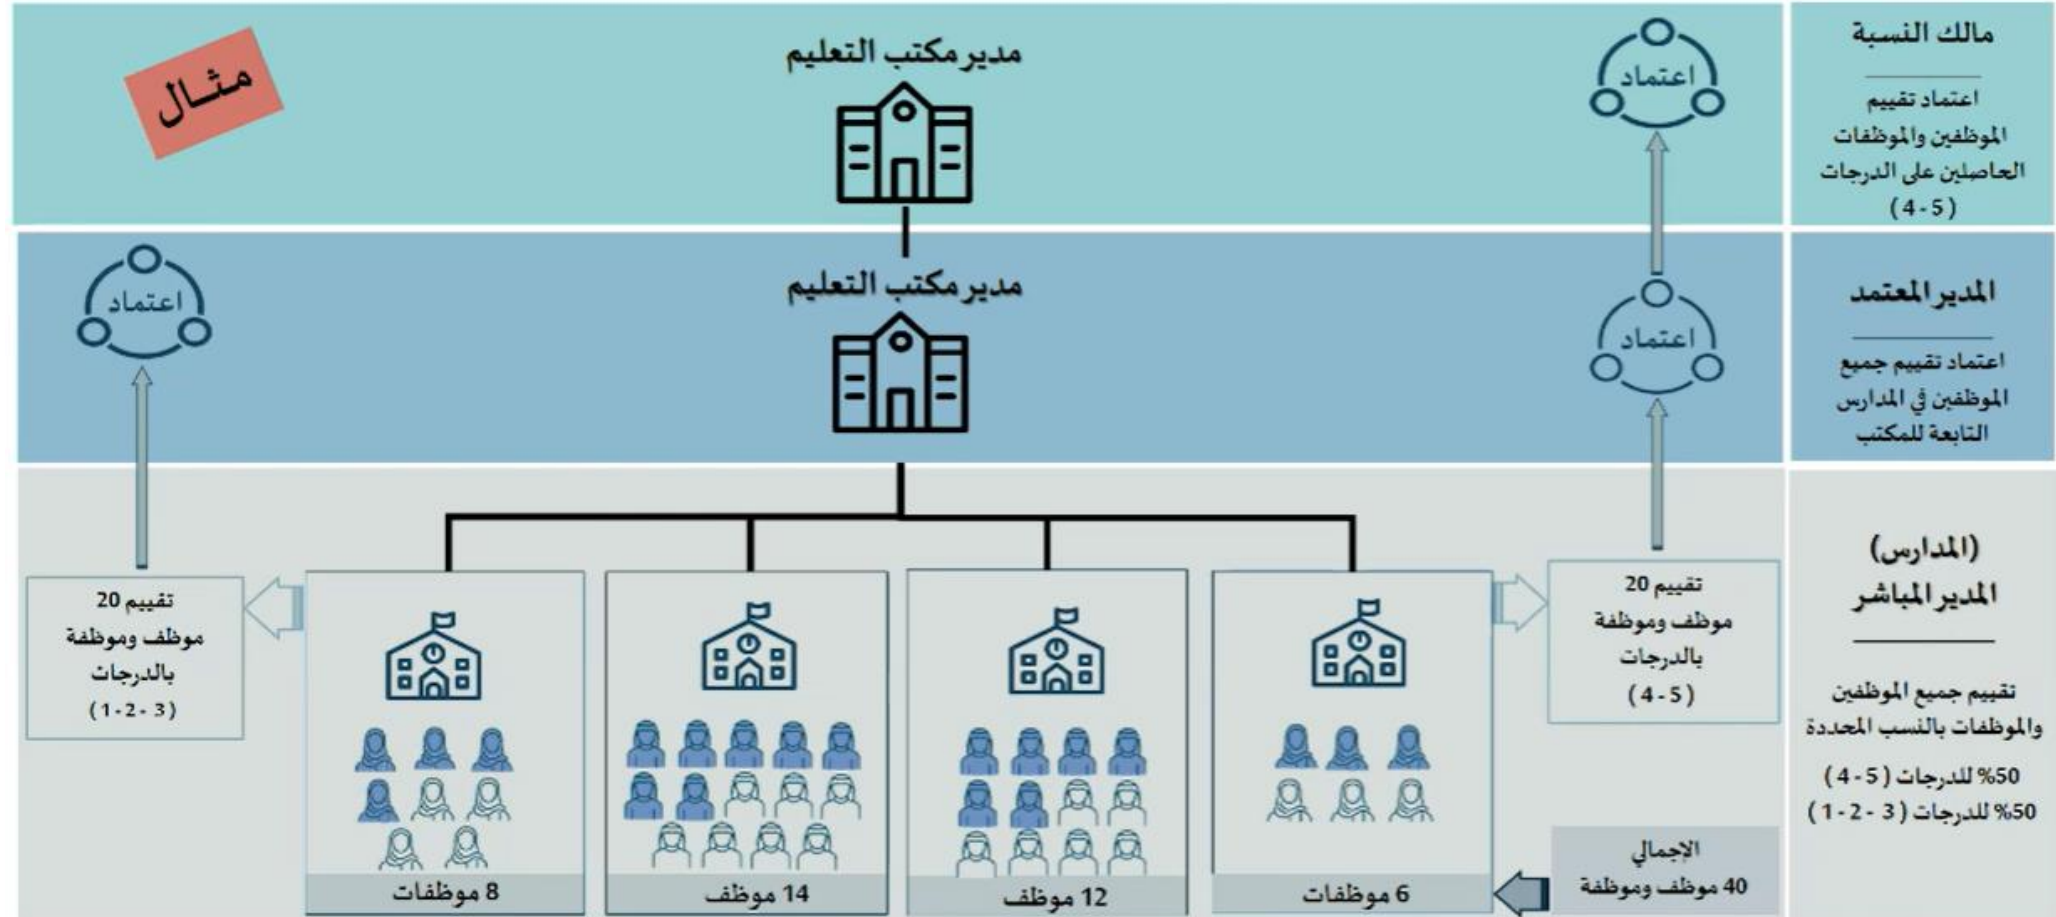 مالك النسبة
اعتماد تقييم
الموظفين والموظفات
الحاصلين على الدرجات
( 4 - 5 )
اعتماد
مدير مكتب التعليم
مثال
المدير المعتمد
اعتماد تقييم جميع
الموظفين في المدارس
التابعة للمكتب
اعتماد
مدير مكتب التعليم
اعتماد
(المدارس)
المدير المباشر
تقييم جميع الموظفين
والموظفات بالنسب المحددة
50% للدرجات ( 4 - 5 )
50% للدرجات ( 1 - 2 - 3 )
تقييم 20
موظف وموظفة
بالدرجات
( 4 - 5 )
الإجمالي
40 موظف وموظفة
6 موظفات
12 موظف
14 موظف
8 موظفات
تقييم 20
موظف وموظفة
بالدرجات
( 1 - 2 - 3 )